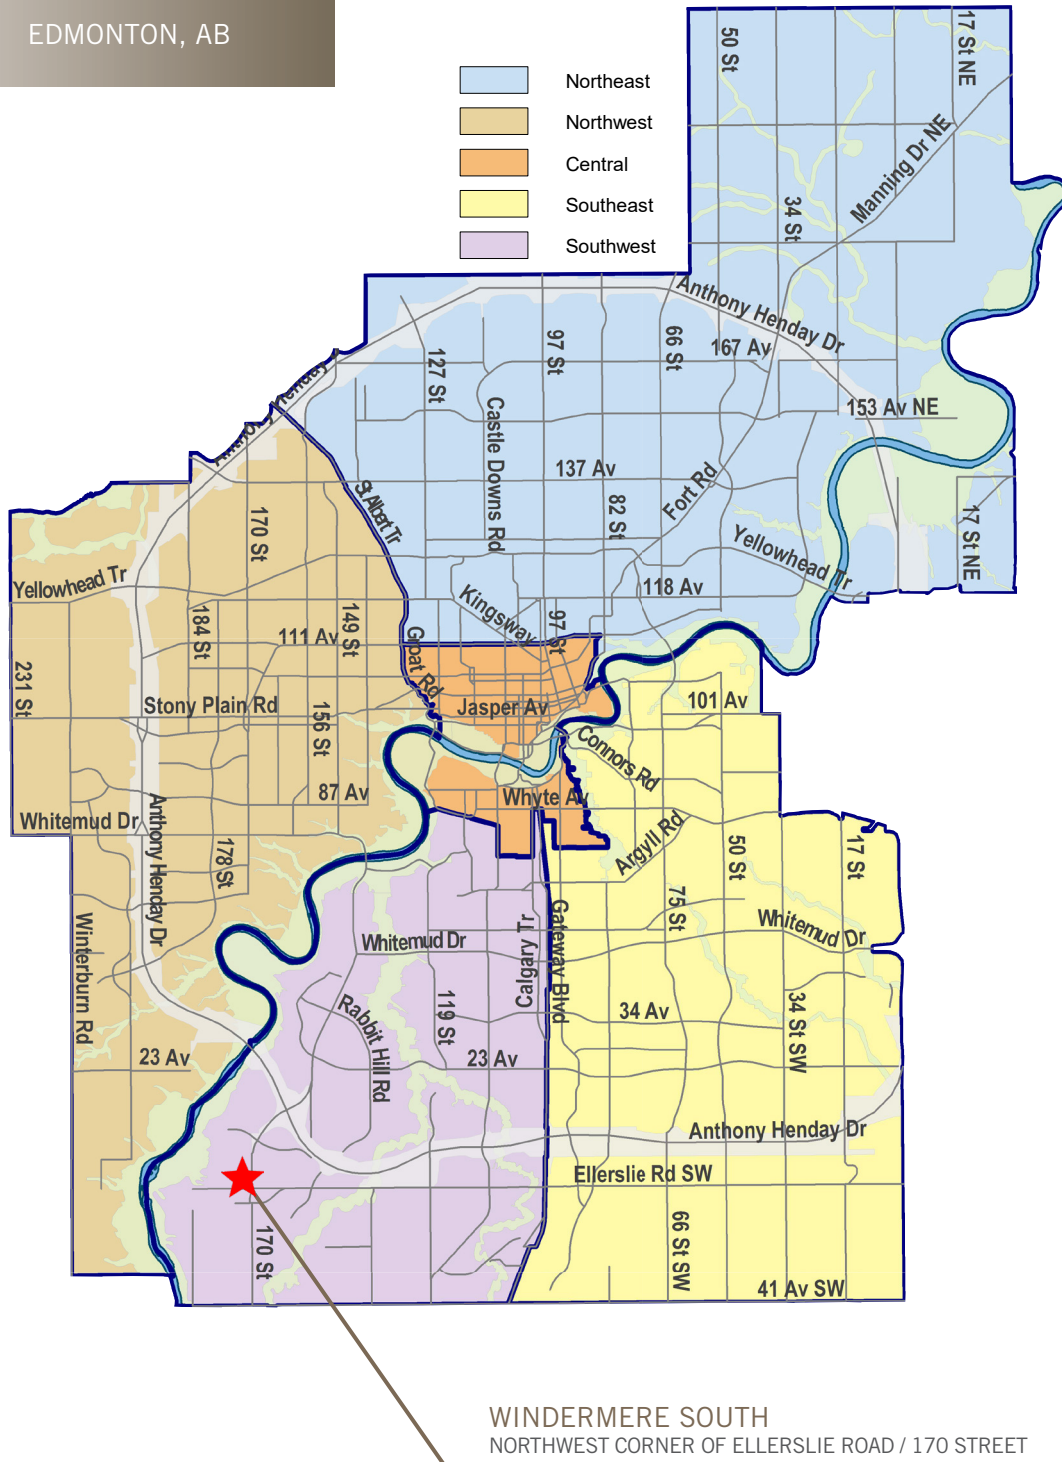 EDMONTON, AB
Northeast
Northwest
Central
Southeast
Southwest
17 St NE
50 St
Manning Dr NE
34 St
Anthony Henday Dr
167 Av
66 St
97 St
127 St
Anthony Henday
Castle Downs Rd
153 Av NE
137 Av
Fort Rd
82 St
St Albert Tr
170 St
17 St NE
Yellowhead Tr
Yellowhead Tr
118 Av
Kingsway
97 St
184 St
111 Av
149 St
Groat Rd
231 St
Stony Plain Rd
156 St
Jasper Av
101 Av
Connors Rd
87 Av
Whyte Av
Whitemud Dr
Anthony Henday Dr
178 St
Argyll Rd
50 St
17 St
75 St
Winterburn Rd
Whitemud Dr
Calgary Tr
Gateway Blvd
Whitemud Dr
Rabbit Hill Rd
119 St
34 Av
34 St SW
23 Av
23 Av
Anthony Henday Dr
Ellerslie Rd SW
170 St
66 St SW
41 Av SW
WINDERMERE SOUTH
NORTHWEST CORNER OF ELLERSLIE ROAD / 170 STREET